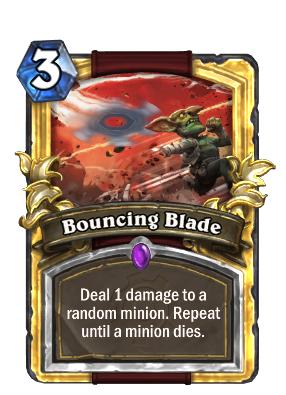 3
Bouncing Blade
Deal 1 damage to a
random minion. Repeat
until a minion dies.